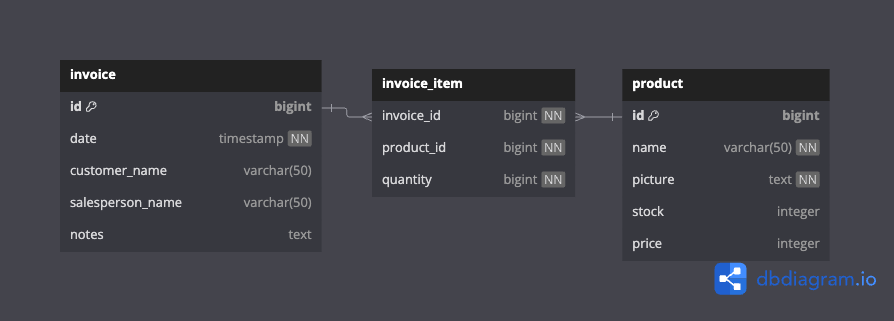 invoice
id bigint
date timestamp NN
customer_name varchar(50)
salesperson_name varchar(50)
notes text
invoice_item
invoice_id bigint NN
product_id bigint NN
quantity bigint NN
product
id bigint
name varchar(50) NN
picture text NN
stock integer
price integer
dbdiagram.io